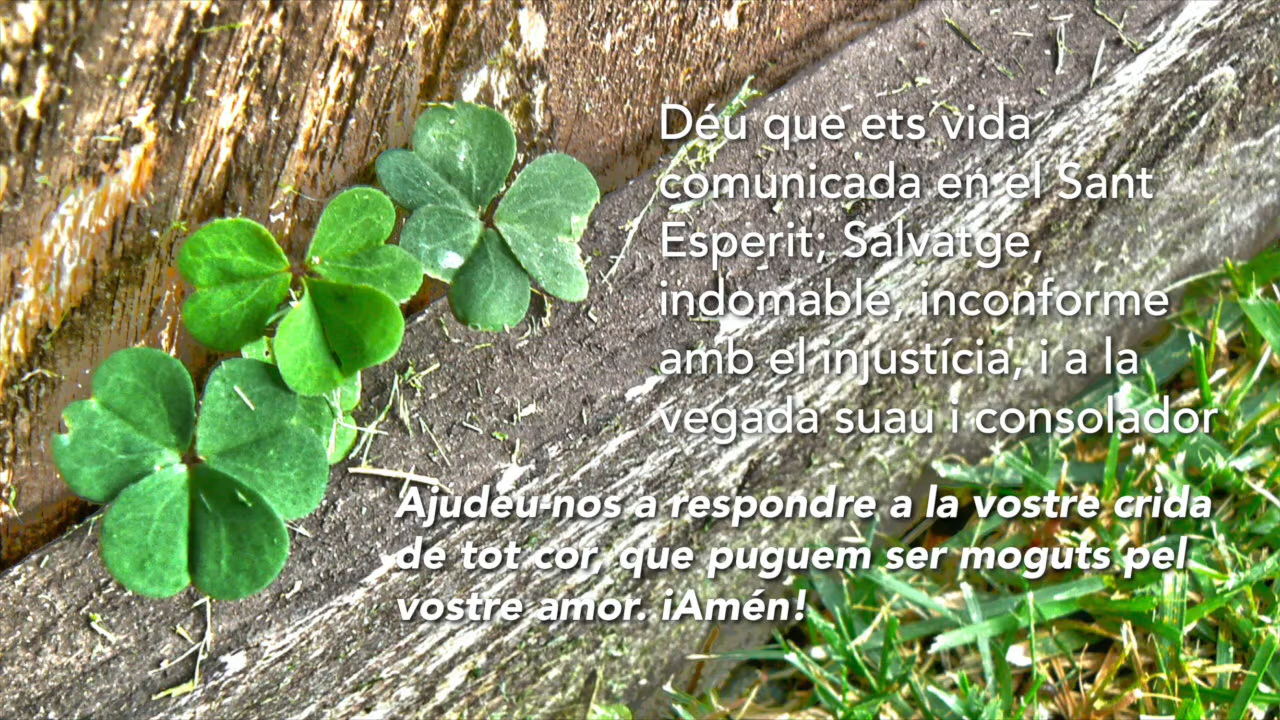 Déu que ets vida
comunicada en el Sant
Esperit; Salvatge,
indomable, inconforme
amb el injustícia, i a la
vegada suau i consolador
Ajudeu-nos a respondre a la vostre crida
de tot cor, que puguem ser moguts pel
vostre amor. ¡Amén!